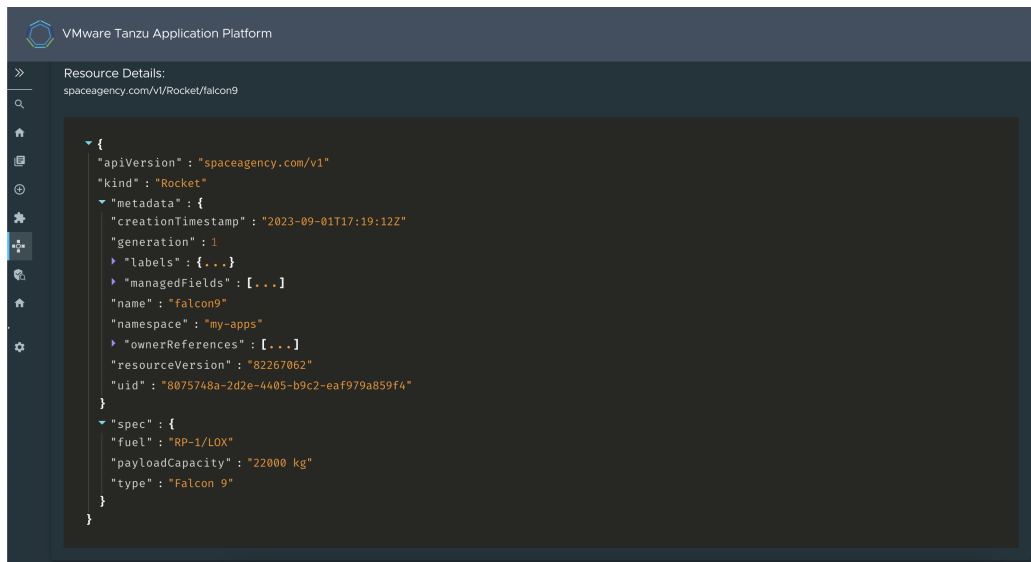 VMware Tanzu Application Platform
Resource Details:
spaceagency.com/v1/Rocket/falcon9
{
"apiVersion" : "spaceagency.com/v1"
"kind" : "Rocket"
"metadata" : {
"creationTimestamp" : "2023-09-01T17:19:12Z"
"generation" : 1
"labels" : {...}
"managedFields" : [...]
"name" : "falcon9"
"namespace" : "my-apps"
"ownerReferences" : [...]
"resourceVersion" : "82267062"
"uid" : "8075748a-2d2e-4405-b9c2-eaf979a859f4"
}
"spec" : {
"fuel" : "RP-1/LOX"
"payloadCapacity" : "22000 kg"
"type" : "Falcon 9"
}
}